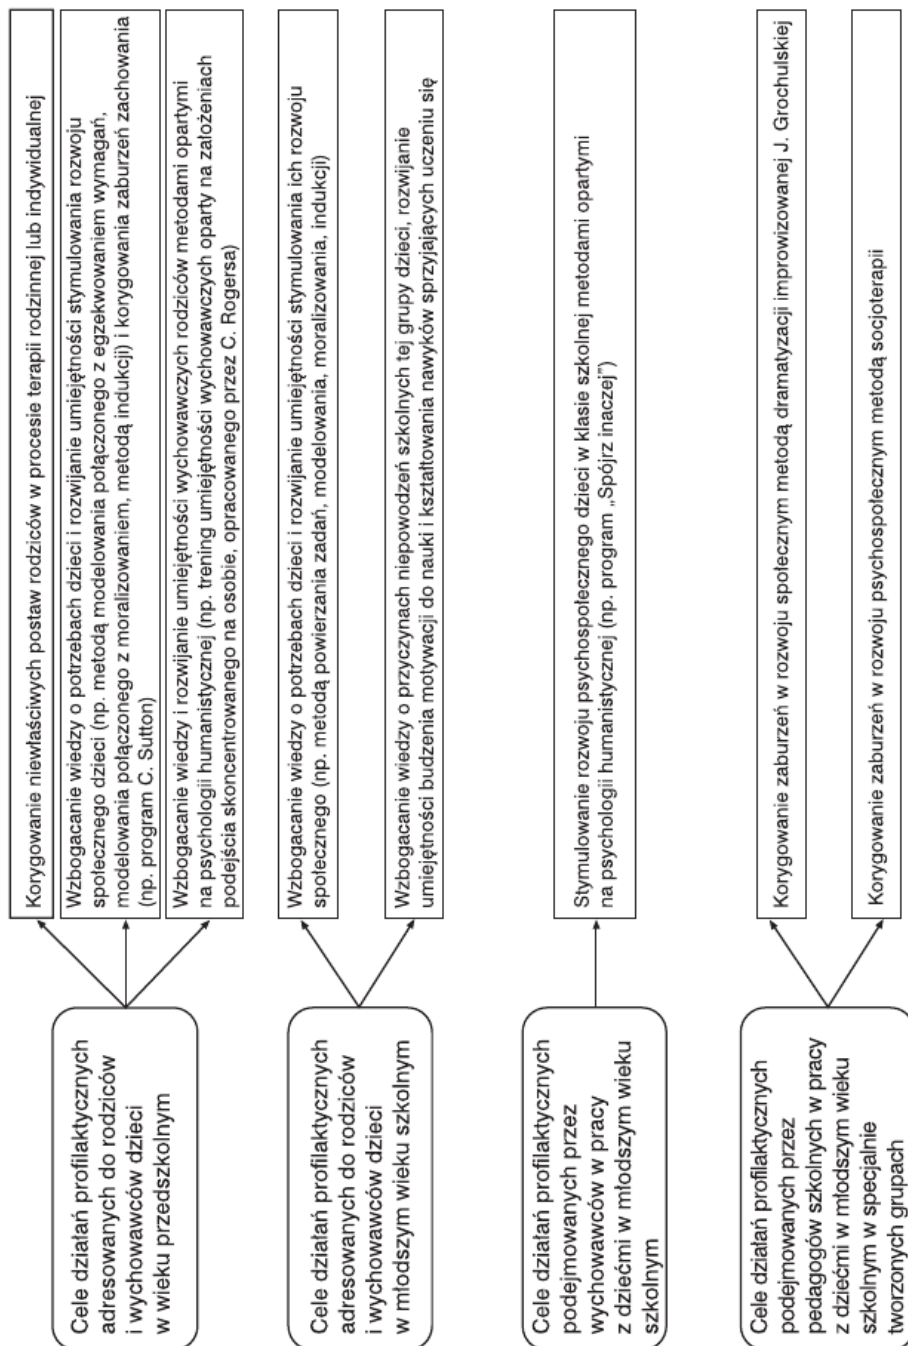 Cele działań profilaktycznych
adresowanych do rodziców
i wychowawców dzieci
w wieku przedszkolnym
Korygowanie niewłaściwych postaw rodziców w procesie terapii rodzinnej lub indywidualnej
Wzbogacanie wiedzy o potrzebach dzieci i rozwijanie umiejętności stymulowania rozwoju
społecznego dzieci (np. metodą modelowania połączonego z egzekwowaniem wymagań,
modelowania połączonego z moralizowaniem, metodą indukcji) i korygowania zaburzeń zachowania
(np. program C. Sutton)
Wzbogacanie wiedzy i rozwijanie umiejętności wychowawczych rodziców metodami opartymi
na psychologii humanistycznej (np. trening umiejętności wychowawczych oparty na założeniach
podejścia skoncentrowanego na osobie, opracowanego przez C. Rogersa)
Cele działań profilaktycznych
adresowanych do rodziców
i wychowawców dzieci
w młodszym wieku szkolnym
Wzbogacanie wiedzy o potrzebach dzieci i rozwijanie umiejętności stymulowania ich rozwoju
społecznego (np. metodą powierzania zadań, modelowania, moralizowania, indukcji)
Wzbogacanie wiedzy o przyczynach niepowodzeń szkolnych tej grupy dzieci, rozwijanie
umiejętności budzenia motywacji do nauki i kształtowania nawyków sprzyjających uczeniu się
Cele działań profilaktycznych
podejmowanych przez
wychowawców w pracy
z dziećmi w młodszym wieku
szkolnym
Stymulowanie rozwoju psychospołecznego dzieci w klasie szkolnej metodami opartymi
na psychologii humanistycznej (np. program „Spójrz inaczej”)
Cele działań profilaktycznych
podejmowanych przez
pedagogów szkolnych w pracy
z dziećmi w młodszym wieku
szkolnym w specjalnie
tworzonych grupach
Korygowanie zaburzeń w rozwoju społecznym metodą dramatyzacji improwizowanej J. Grochulskiej
Korygowanie zaburzeń w rozwoju psychospołecznym metodą socjoterapii